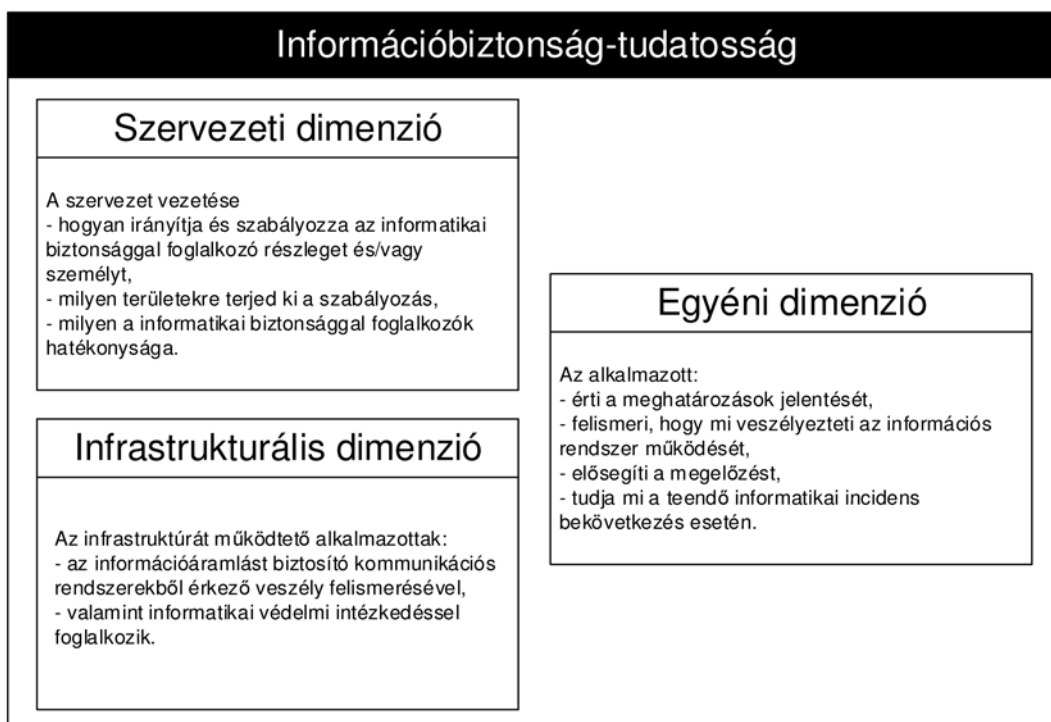 Információbiztonság-tudatosság
Szervezeti dimenzió
A szervezet vezetése
- hogyan irányítja és szabályozza az informatikai
biztonsággal foglalkozó részleget és/vagy
személyt,
- milyen területekre terjed ki a szabályozás,
- milyen a informatikai biztonsággal foglalkozók
hatékonysága.
Infrastrukturális dimenzió
Az infrastruktúrát működtető alkalmazottak:
- az információáramlást biztosító kommunikációs
rendszerekből érkező veszély felismerésével,
- valamint informatikai védelmi intézkedéssel
foglalkozik.
Egyéni dimenzió
Az alkalmazott:
- érti a meghatározások jelentését,
- felismeri, hogy mi veszélyezteti az információs
rendszer működését,
- elősegíti a megelőzést,
- tudja mi a teendő informatikai incidens
bekövetkezés esetén.